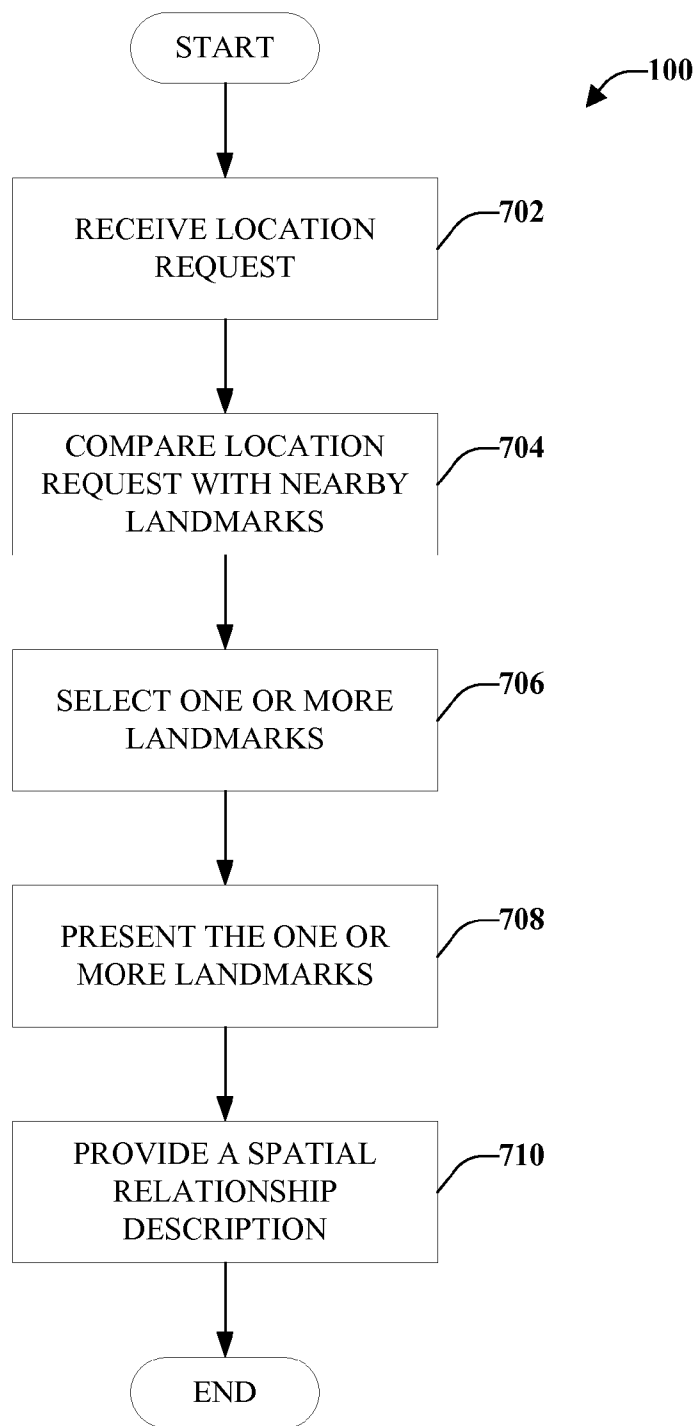 START
100
RECEIVE LOCATION
REQUEST
702
COMPARE LOCATION
REQUEST WITH NEARBY
LANDMARKS
704
SELECT ONE OR MORE
LANDMARKS
706
PRESENT THE ONE OR
MORE LANDMARKS
708
PROVIDE A SPATIAL
RELATIONSHIP
DESCRIPTION
710
END